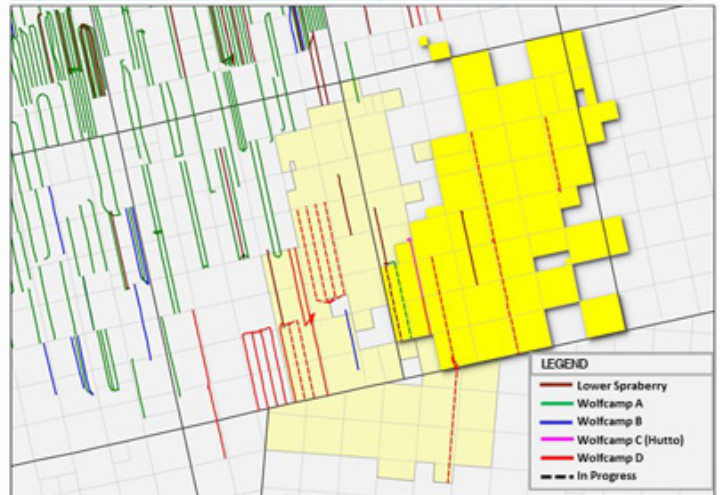 LEGEND
Lower Spraberry
Wolfcamp A
Wolfcamp B
Wolfcamp C (Hutto)
Wolfcamp D
In Progress